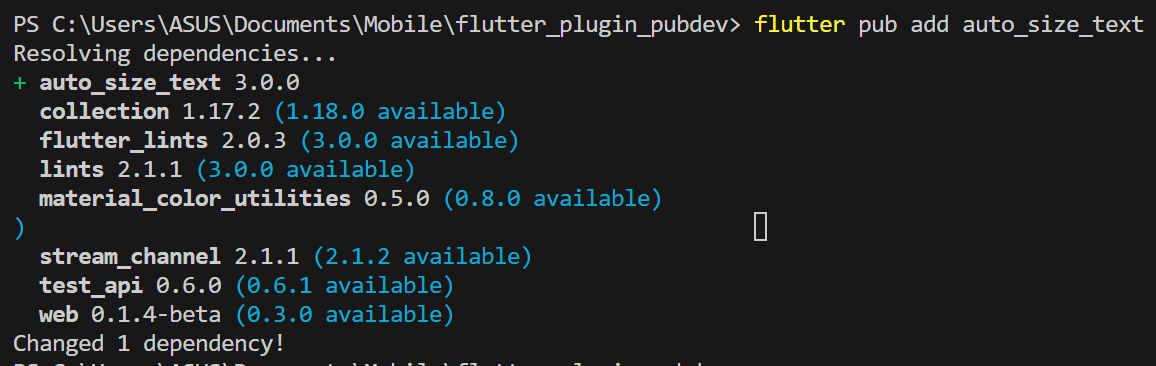 PS C:\Users\ASUS\Documents\Mobile\flutter_plugin_pubdev> flutter pub add auto_size_text
Resolving dependencies...
+ auto_size_text 3.0.0
  collection 1.17.2 (1.18.0 available)
  flutter_lints 2.0.3 (3.0.0 available)
  lints 2.1.1 (3.0.0 available)
  material_color_utilities 0.5.0 (0.8.0 available)
)
  stream_channel 2.1.1 (2.1.2 available)
  test_api 0.6.0 (0.6.1 available)
  web 0.1.4-beta (0.3.0 available)
Changed 1 dependency!